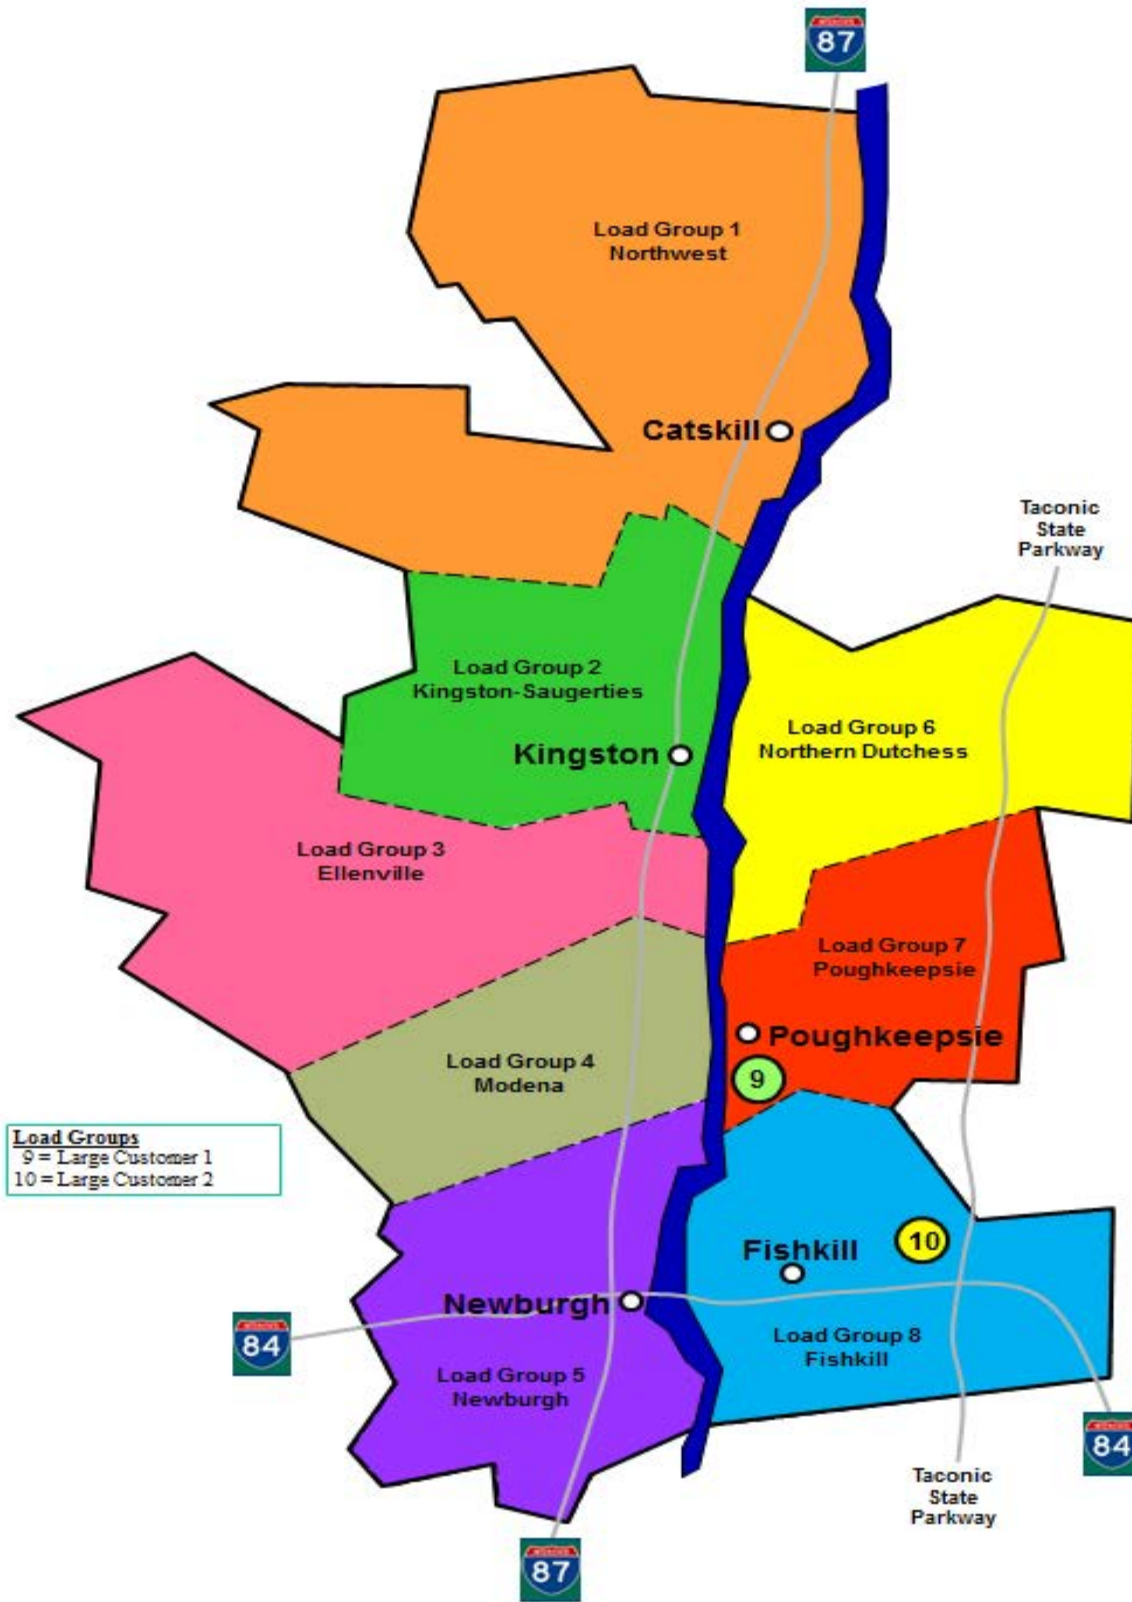 87
Load Group 1
Northwest
Catskill
Taconic
State
Parkway
Load Group 2
Kingston-Saugerties
Kingston
Load Group 6
Northern Dutchess
Load Group 3
Ellenville
Load Group 7
Poughkeepsie
Poughkeepsie
9
Load Group 4
Modena
Load Groups
9 = Large Customer 1
10 = Large Customer 2
10
Fishkill
Newburgh
84
Load Group 8
Fishkill
Load Group 5
Newburgh
84
Taconic
State
Parkway
87